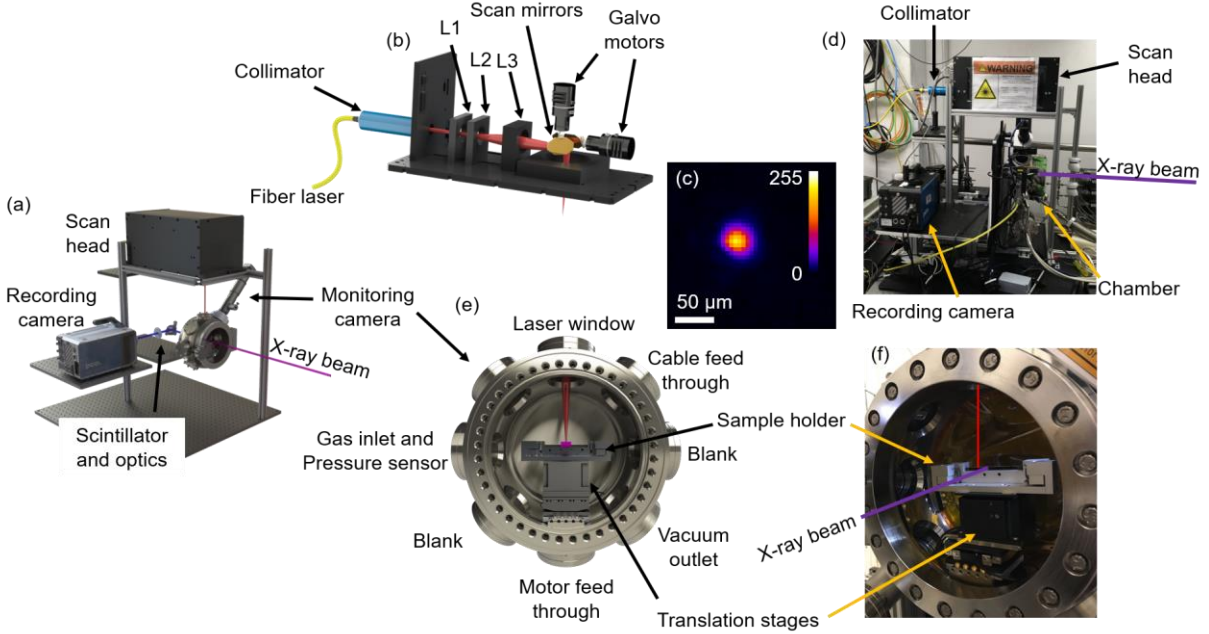 (a)
Scan
head
Recording
camera
Monitoring
camera
X-ray beam
Scintillator
and optics
(b)
Collimator
L1
L2
L3
Scan mirrors
Galvo
motors
Fiber laser
(c)
255
0
50 µm
(d)
Collimator
Scan
head
WARNING
X-ray beam
Chamber
Recording camera
(e)
Laser window
Cable feed
through
Sample holder
Gas inlet and
Pressure sensor
Blank
Blank
Vacuum
outlet
Motor feed
through
Translation stages
(f)
X-ray beam